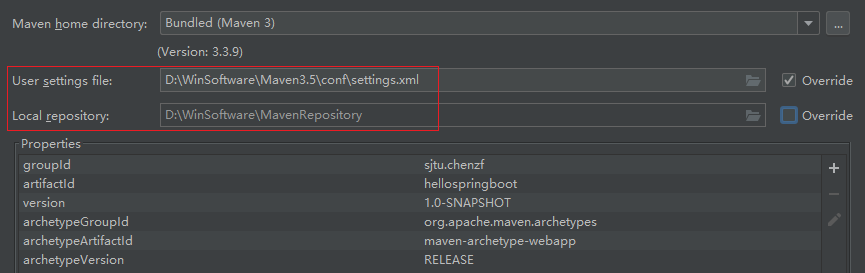 Maven home directory: Bundled (Maven 3) ...
(Version: 3.3.9)
User settings file: D:\WinSoftware\Maven3.5\conf\settings.xml Override
Local repository: D:\WinSoftware\MavenRepository Override
Properties
groupId sjtu.chenzf
artifactId hellospringboot
version 1.0-SNAPSHOT
archetypeGroupId org.apache.maven.archetypes
archetypeArtifactId maven-archetype-webapp
archetypeVersion RELEASE